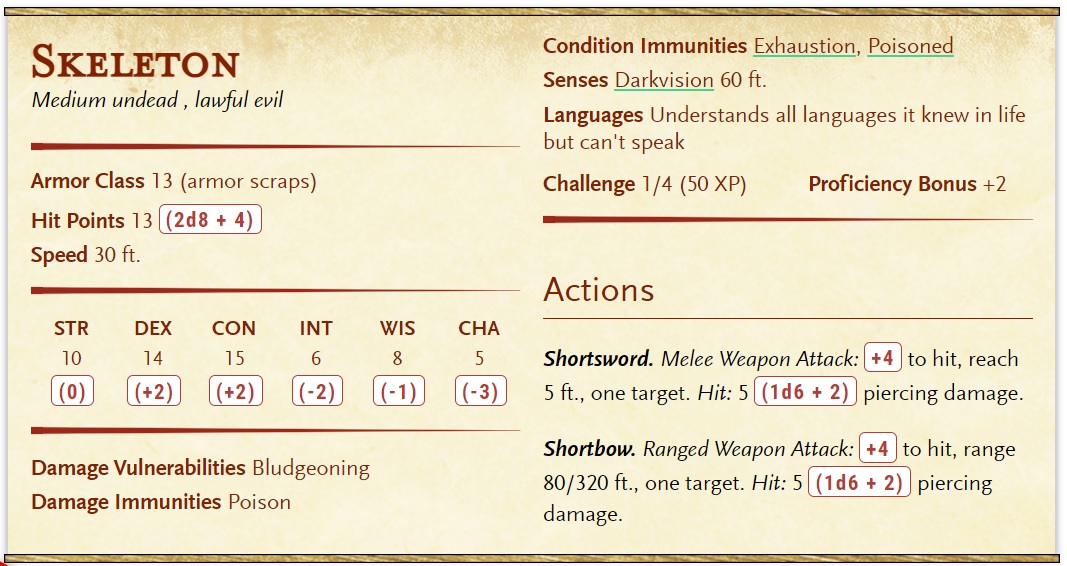 SKELETON
Medium undead , lawful evil
Armor Class 13 (armor scraps)
Hit Points 13 (2d8 + 4)
Speed 30 ft.
STR DEX CON INT WIS CHA
10 14 15 6 8 5
(0) (+2) (+2) (-2) (-1) (-3)
Damage Vulnerabilities Bludgeoning
Damage Immunities Poison
Condition Immunities Exhaustion, Poisoned
Senses Darkvision 60 ft.
Languages Understands all languages it knew in life
but can't speak
Challenge 1/4 (50 XP) Proficiency Bonus +2
Actions
Shortsword. Melee Weapon Attack: +4 to hit, reach
5 ft., one target. Hit: 5 (1d6 + 2) piercing damage.
Shortbow. Ranged Weapon Attack: +4 to hit, range
80/320 ft., one target. Hit: 5 (1d6 + 2) piercing
damage.